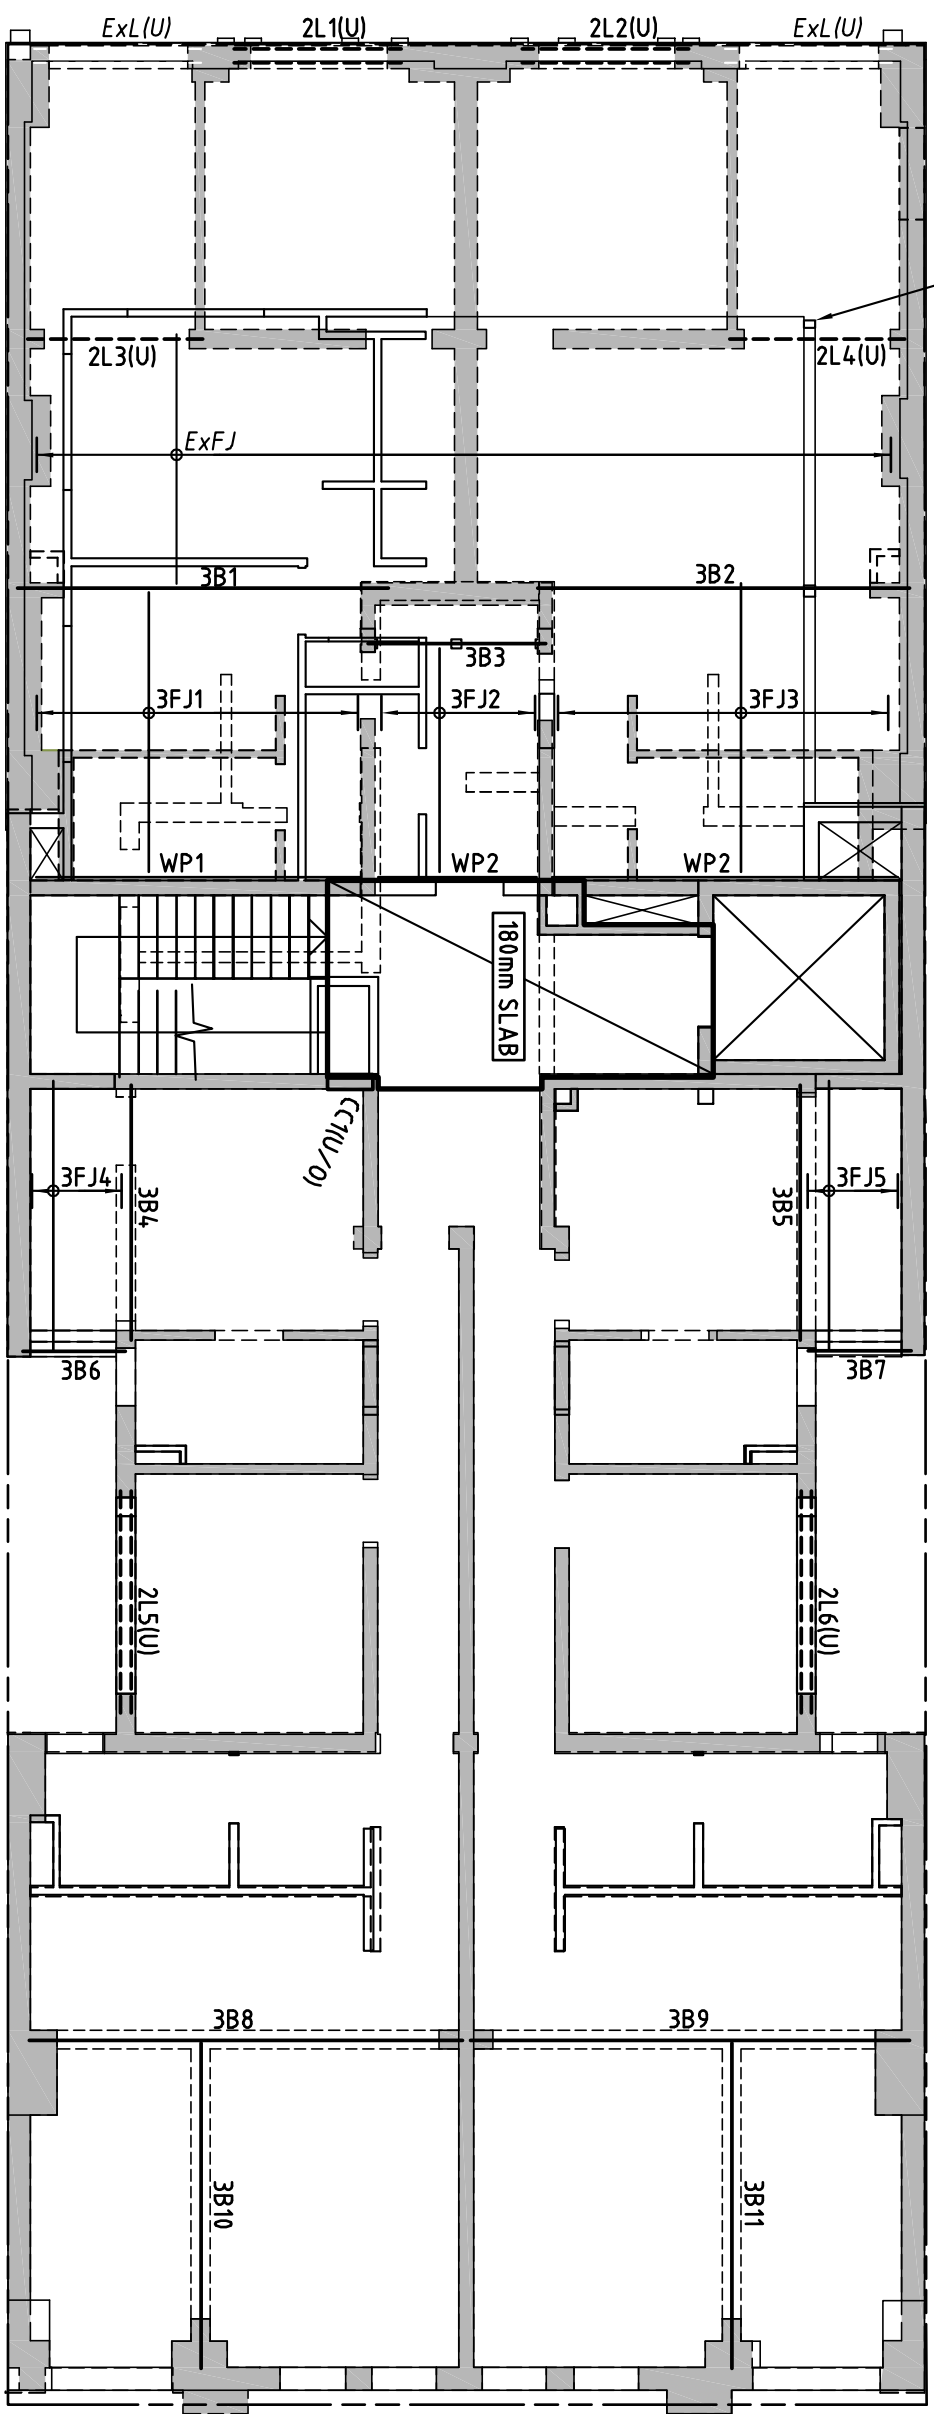 ExL(U)
2L1(U)
2L2(U)
ExL(U)
2L3(U)
2L4(U)
ExFJ
3B1
3B2
3B3
3FJ1
3FJ2
3FJ3
WP1
WP2
WP2
180mm SLAB
CC1(U/O)
3FJ4
3B4
3B5
3FJ5
3B6
3B7
2L5(U)
2L6(U)
3B8
3B9
3B10
3B11